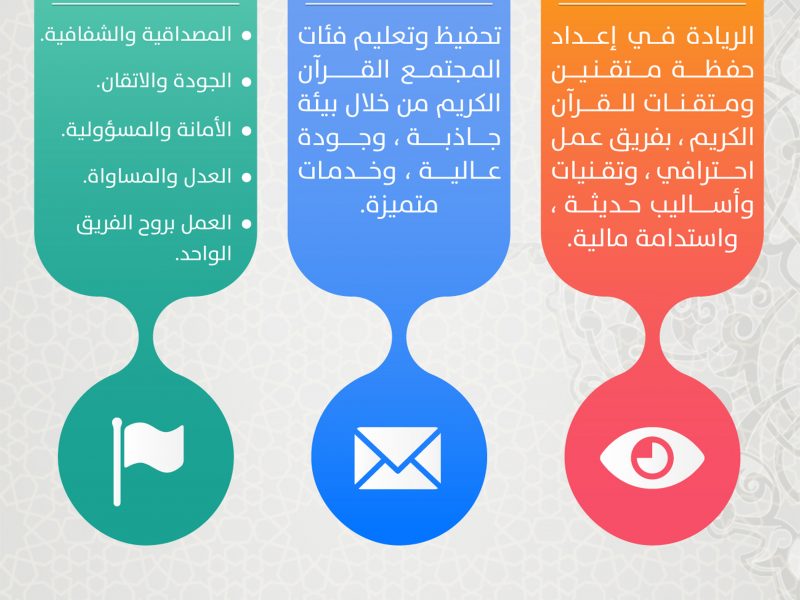 الريادة في إعداد
حفظة متقنين
ومتقنات للقرآن
الكريم ، بفريق عمل
احترافي ، وتقنيات
وأساليب حديثة ،
واستدامة مالية.
تحفيظ وتعليم فئات
المجتمع القرآن
الكريم من خلال بيئة
جاذبة ، وجودة
عالية ، وخدمات
متميزة.
• المصداقية والشفافية.
• الجودة والاتقان.
• الأمانة والمسؤولية.
• العدل والمساواة.
• العمل بروح الفريق
الواحد.